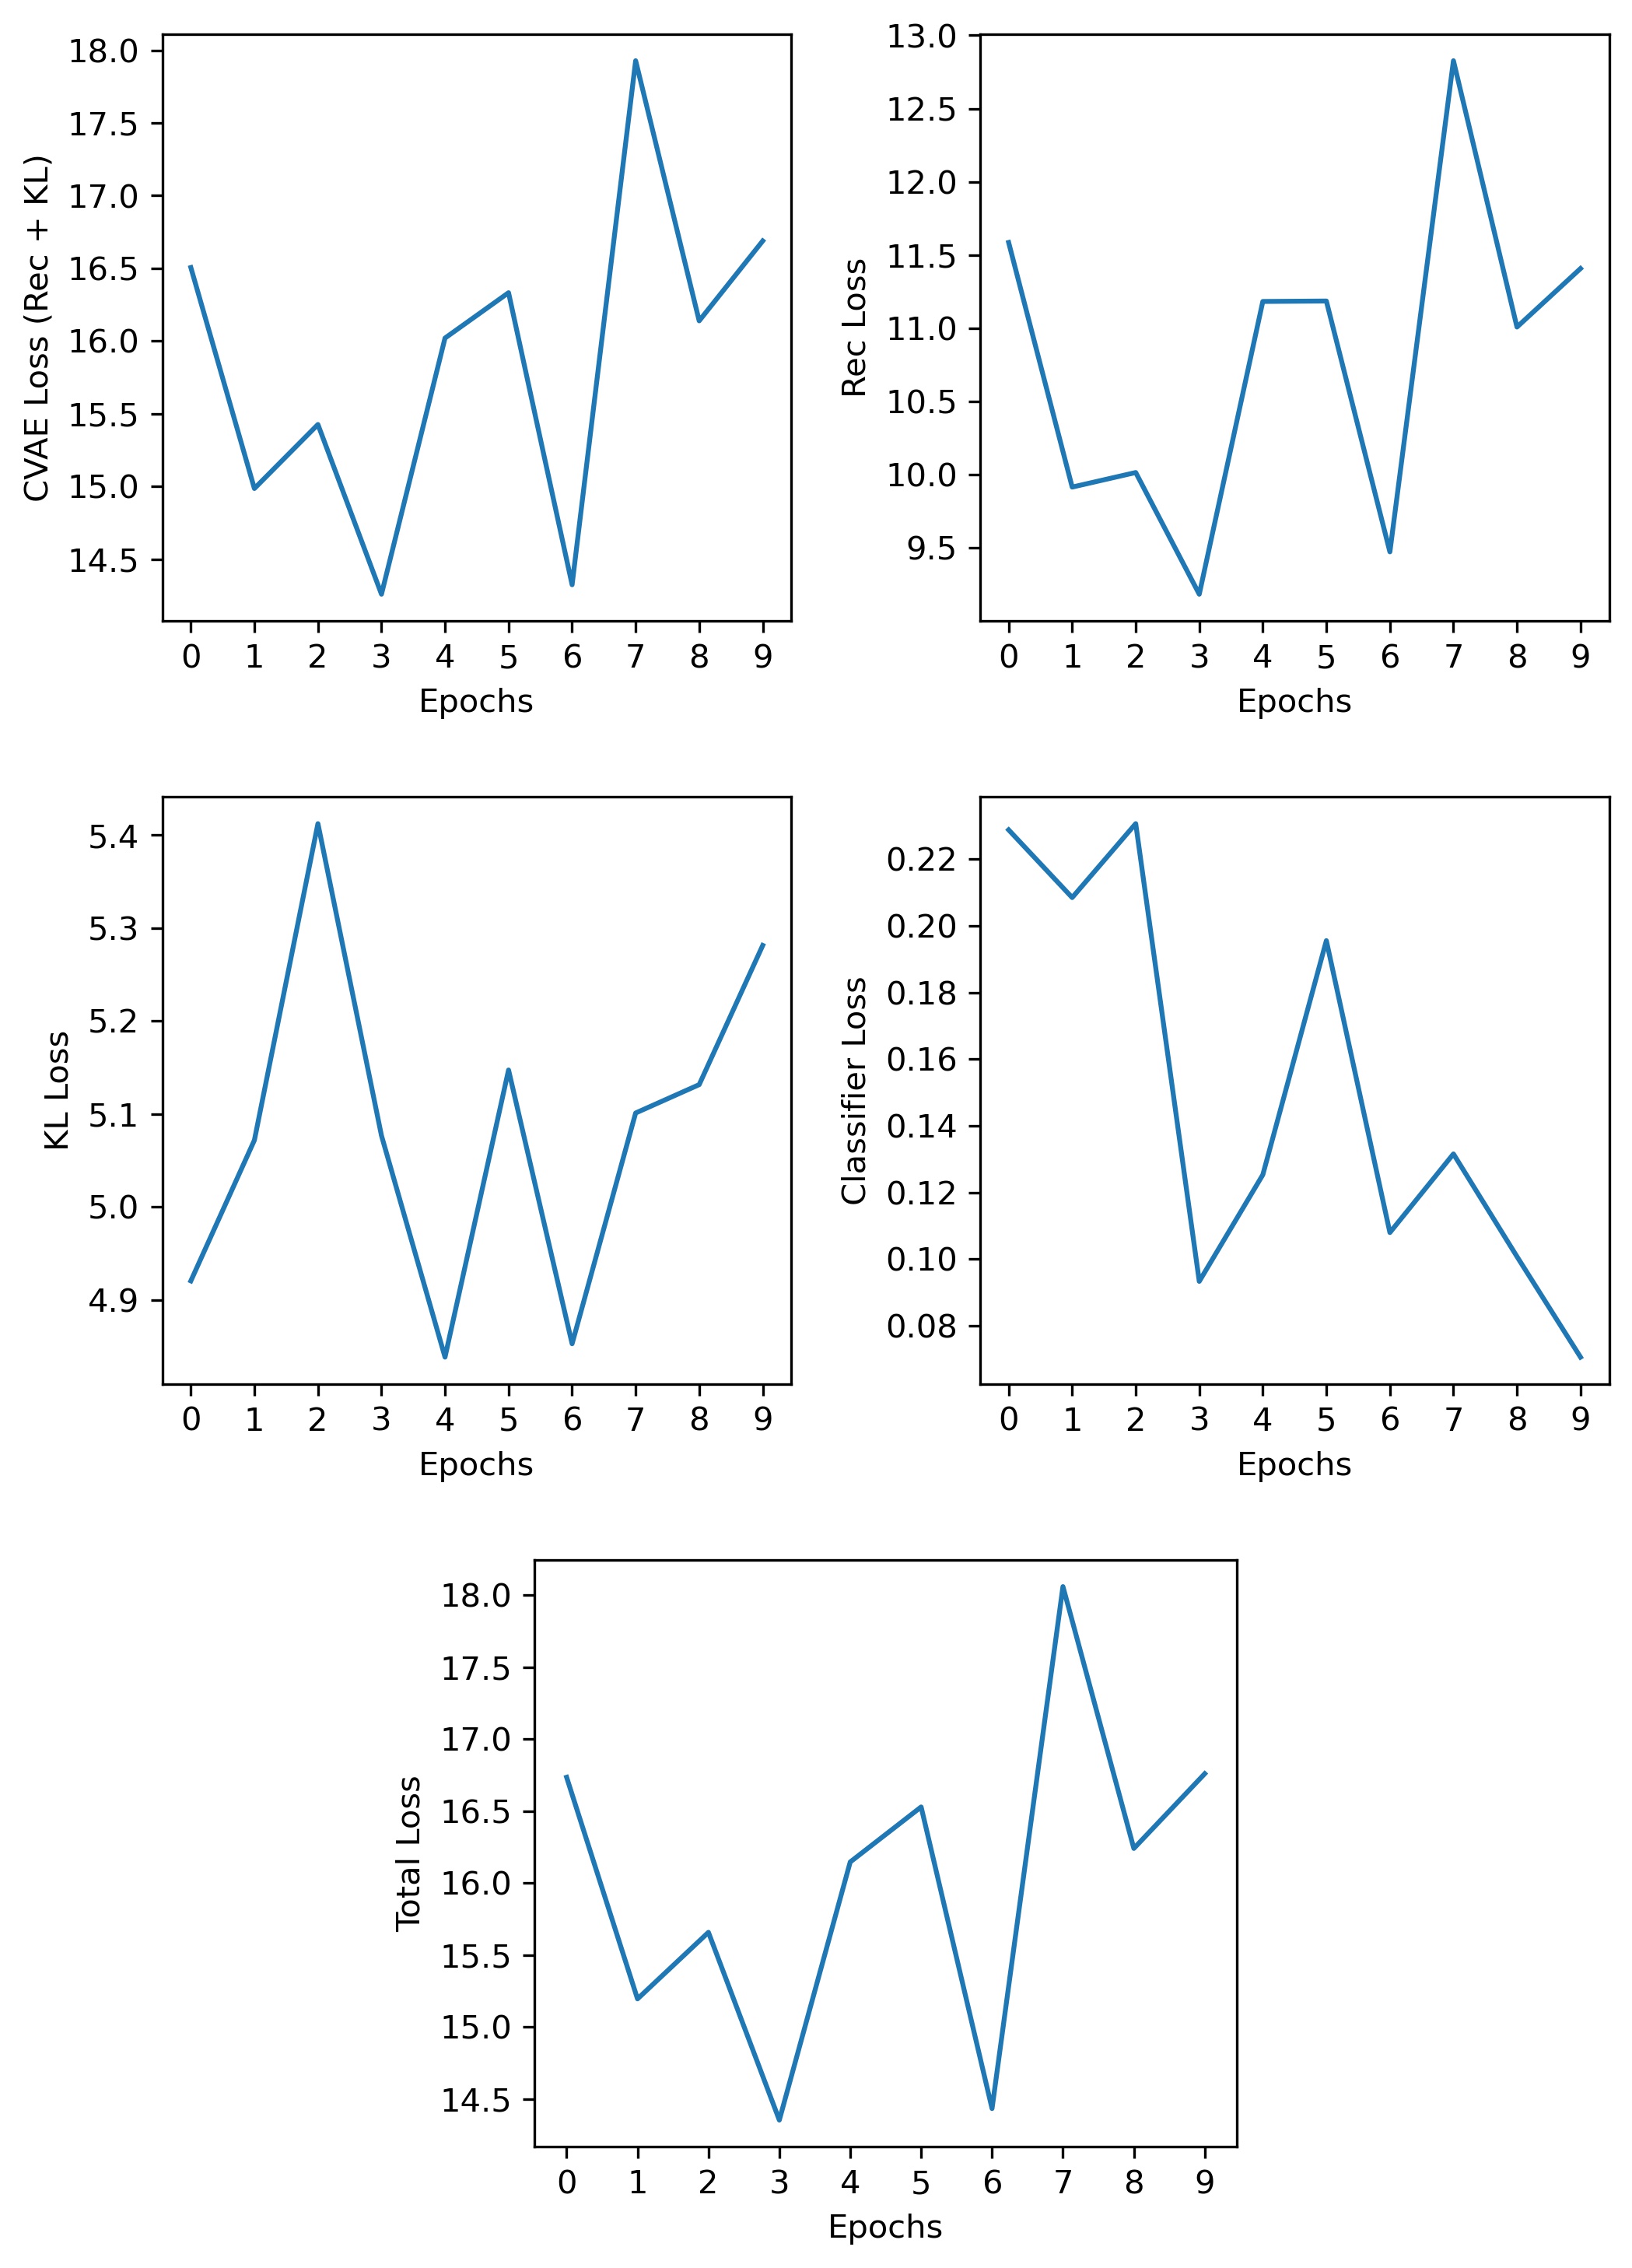 18.0
17.5
17.0
16.5
16.0
15.5
15.0
14.5
CVAE Loss (Rec + KL)
0 1 2 3 4 5 6 7 8 9
Epochs
13.0
12.5
12.0
11.5
11.0
10.5
10.0
9.5
Rec Loss
0 1 2 3 4 5 6 7 8 9
Epochs
5.4
5.3
5.2
5.1
5.0
4.9
KL Loss
0 1 2 3 4 5 6 7 8 9
Epochs
0.22
0.20
0.18
0.16
0.14
0.12
0.10
0.08
Classifier Loss
0 1 2 3 4 5 6 7 8 9
Epochs
18.0
17.5
17.0
16.5
16.0
15.5
15.0
14.5
Total Loss
0 1 2 3 4 5 6 7 8 9
Epochs